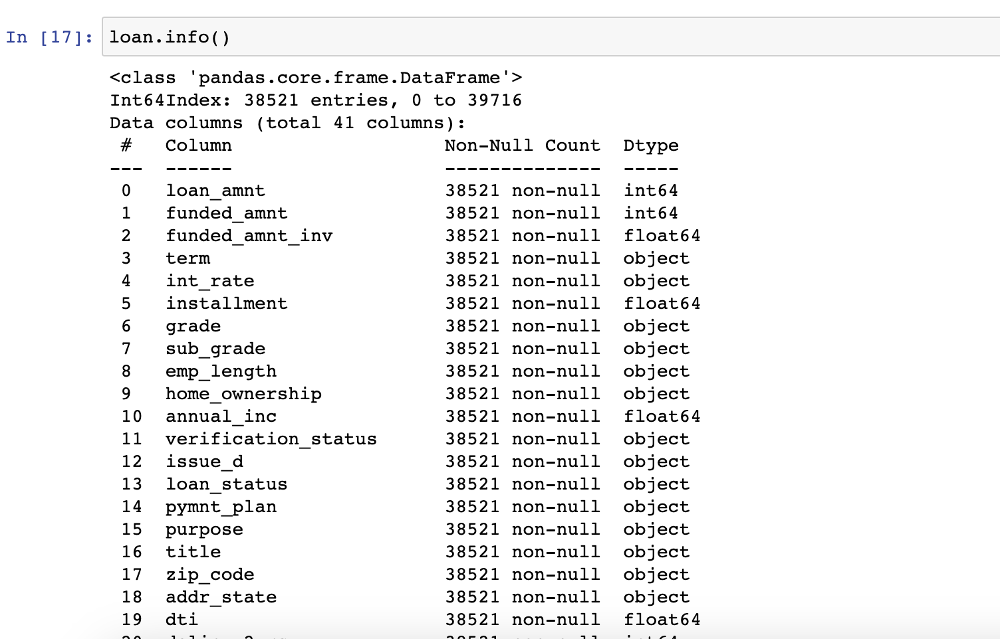 In [17]: loan.info()
<class 'pandas.core.frame.DataFrame'>
Int64Index: 38521 entries, 0 to 39716
Data columns (total 41 columns):
 #   Column                   Non-Null Count  Dtype
---  ------                   --------------  -----
 0   loan_amnt                38521 non-null  int64
 1   funded_amnt              38521 non-null  int64
 2   funded_amnt_inv          38521 non-null  float64
 3   term                     38521 non-null  object
 4   int_rate                 38521 non-null  object
 5   installment              38521 non-null  float64
 6   grade                    38521 non-null  object
 7   sub_grade                38521 non-null  object
 8   emp_length               38521 non-null  object
 9   home_ownership           38521 non-null  object
 10  annual_inc               38521 non-null  float64
 11  verification_status      38521 non-null  object
 12  issue_d                  38521 non-null  object
 13  loan_status              38521 non-null  object
 14  pymnt_plan               38521 non-null  object
 15  purpose                  38521 non-null  object
 16  title                    38521 non-null  object
 17  zip_code                 38521 non-null  object
 18  addr_state               38521 non-null  object
 19  dti                      38521 non-null  float64